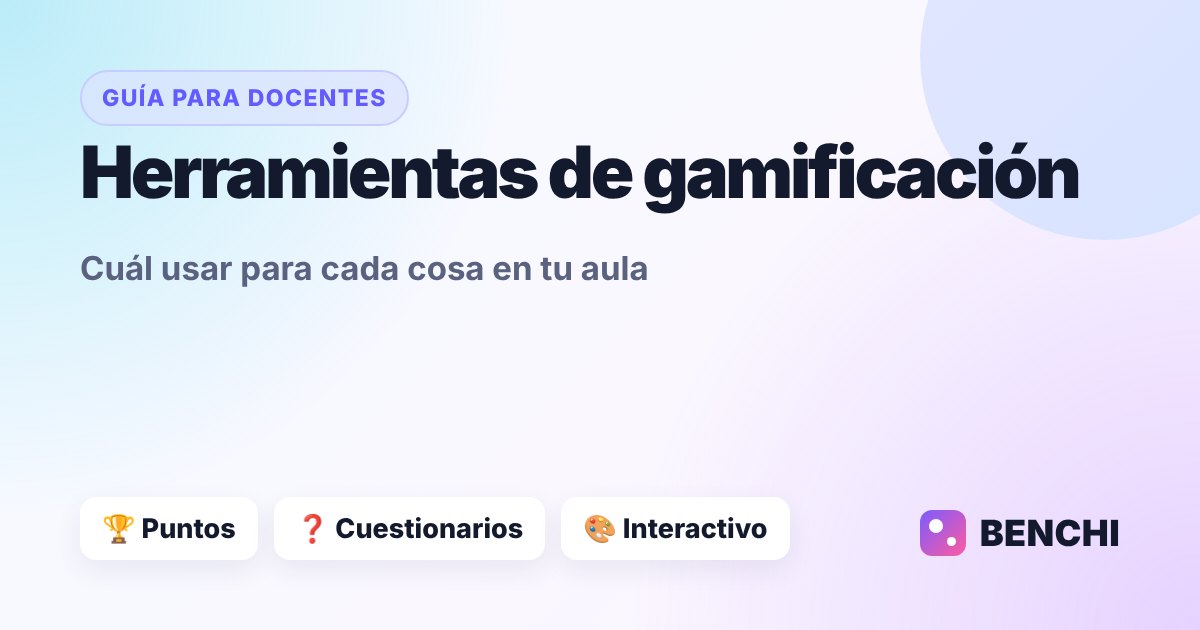 GUÍA PARA DOCENTES
Herramientas de gamificación
Cuál usar para cada cosa en tu aula
🏆 Puntos
❓ Cuestionarios
🎨 Interactivo
BENCHI